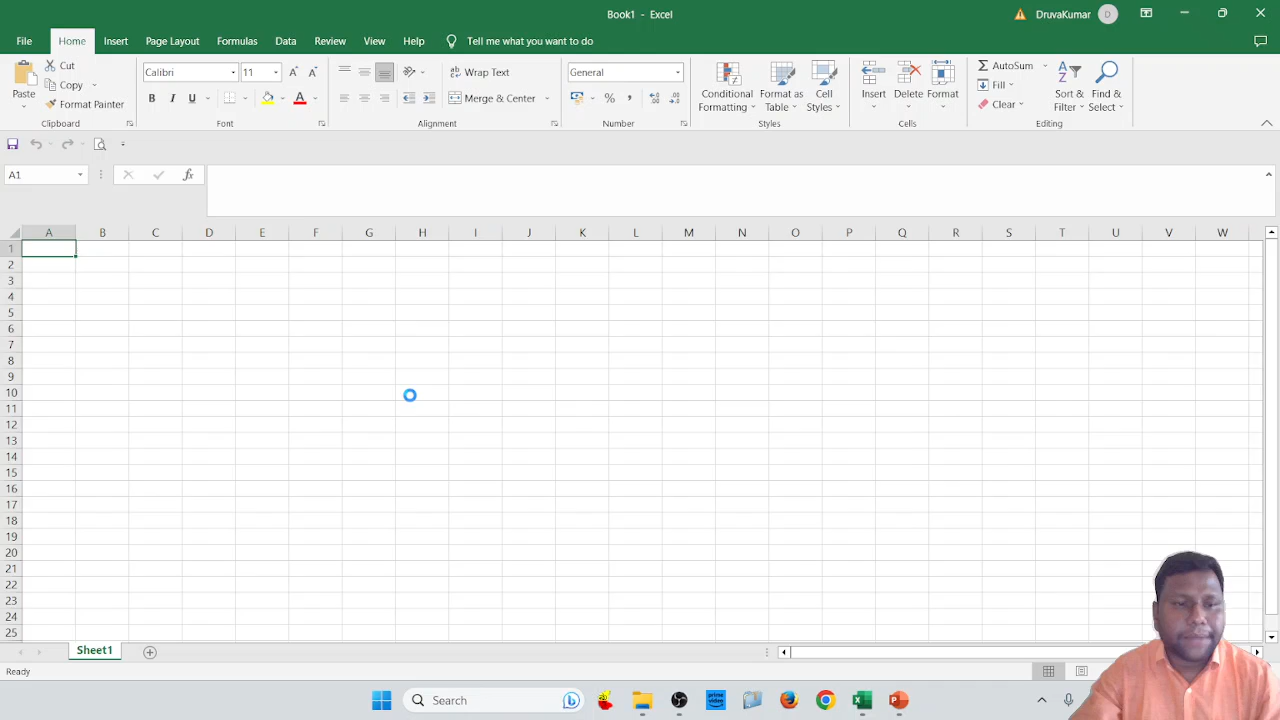 Book1 - Excel
DruvaKumar D
File Home Insert Page Layout Formulas Data Review View Help Tell me what you want to do
Paste
Cut
Copy
Format Painter
Clipboard
Calibri 11
B I U A
Font
Wrap Text
Merge & Center
Alignment
General
%
Number
Conditional Formatting
Format as Table
Cell Styles
Styles
Insert Delete Format
Cells
AutoSum
Fill
Clear
Sort & Filter
Find & Select
Editing
A1 fx
A B C D E F G H I J K L M N O P Q R S T U V W
1
2
3
4
5
6
7
8
9
10
11
12
13
14
15
16
17
18
19
20
21
22
23
24
25
Sheet1
Ready
Search
prime video